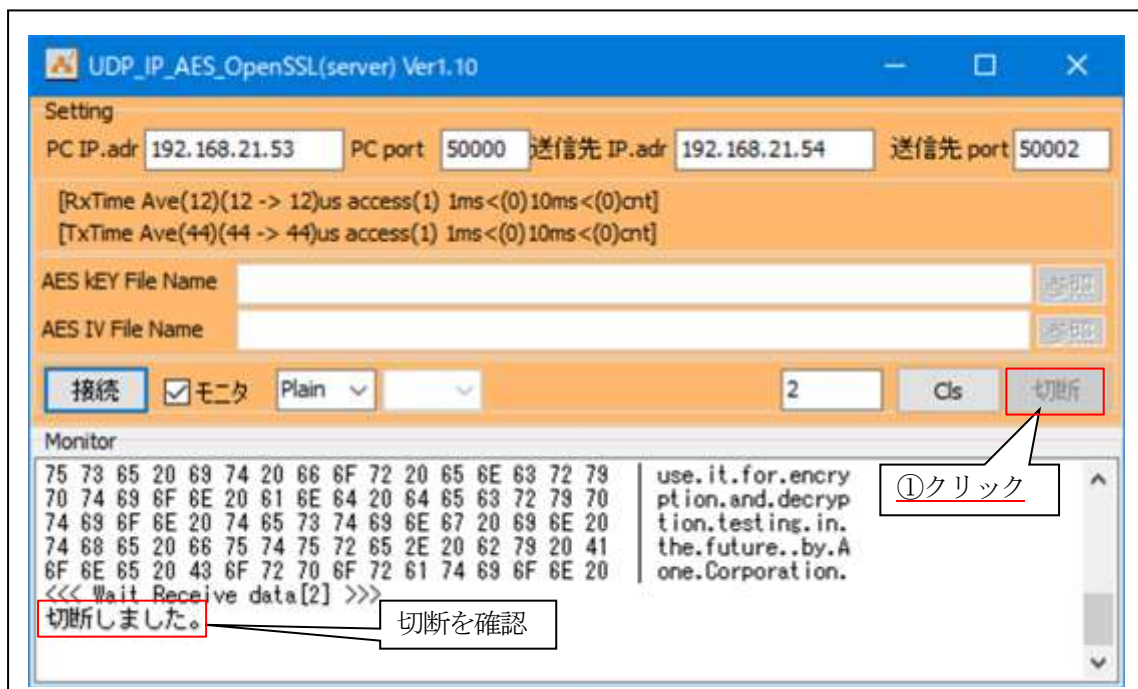 UDP_IP_AES_OpenSSL(server) Ver1.10
Setting
PC IP.adr 192.168.21.53 PC port 50000 送信先 IP.adr 192.168.21.54 送信先 port 50002
[RxTime Ave(12)(12 -> 12)us access(1) 1ms<(0)10ms<(0)cnt]
[TxTime Ave(44)(44 -> 44)us access(1) 1ms<(0)10ms<(0)cnt]
AES kEY File Name 参照
AES IV File Name 参照
接続 モニタ Plain 2 Cls 切断
Monitor
75 73 65 20 69 74 20 66 6F 72 20 65 6E 63 72 79 | use.it.for.encry
70 74 69 6F 6E 20 61 6E 64 20 64 65 63 72 79 70 | ption.and.decryp
74 69 6F 6E 20 74 65 73 74 69 6E 67 20 69 6E 20 | tion.testing.in.
74 68 65 20 66 75 74 75 72 65 2E 20 62 79 20 41 | the.future..by.A
6F 6E 65 20 43 6F 72 70 6F 72 61 74 69 6F 6E 20 | one.Corporation.
①クリック
<<< Wait Receive data[2] >>>
切断しました。
切断を確認